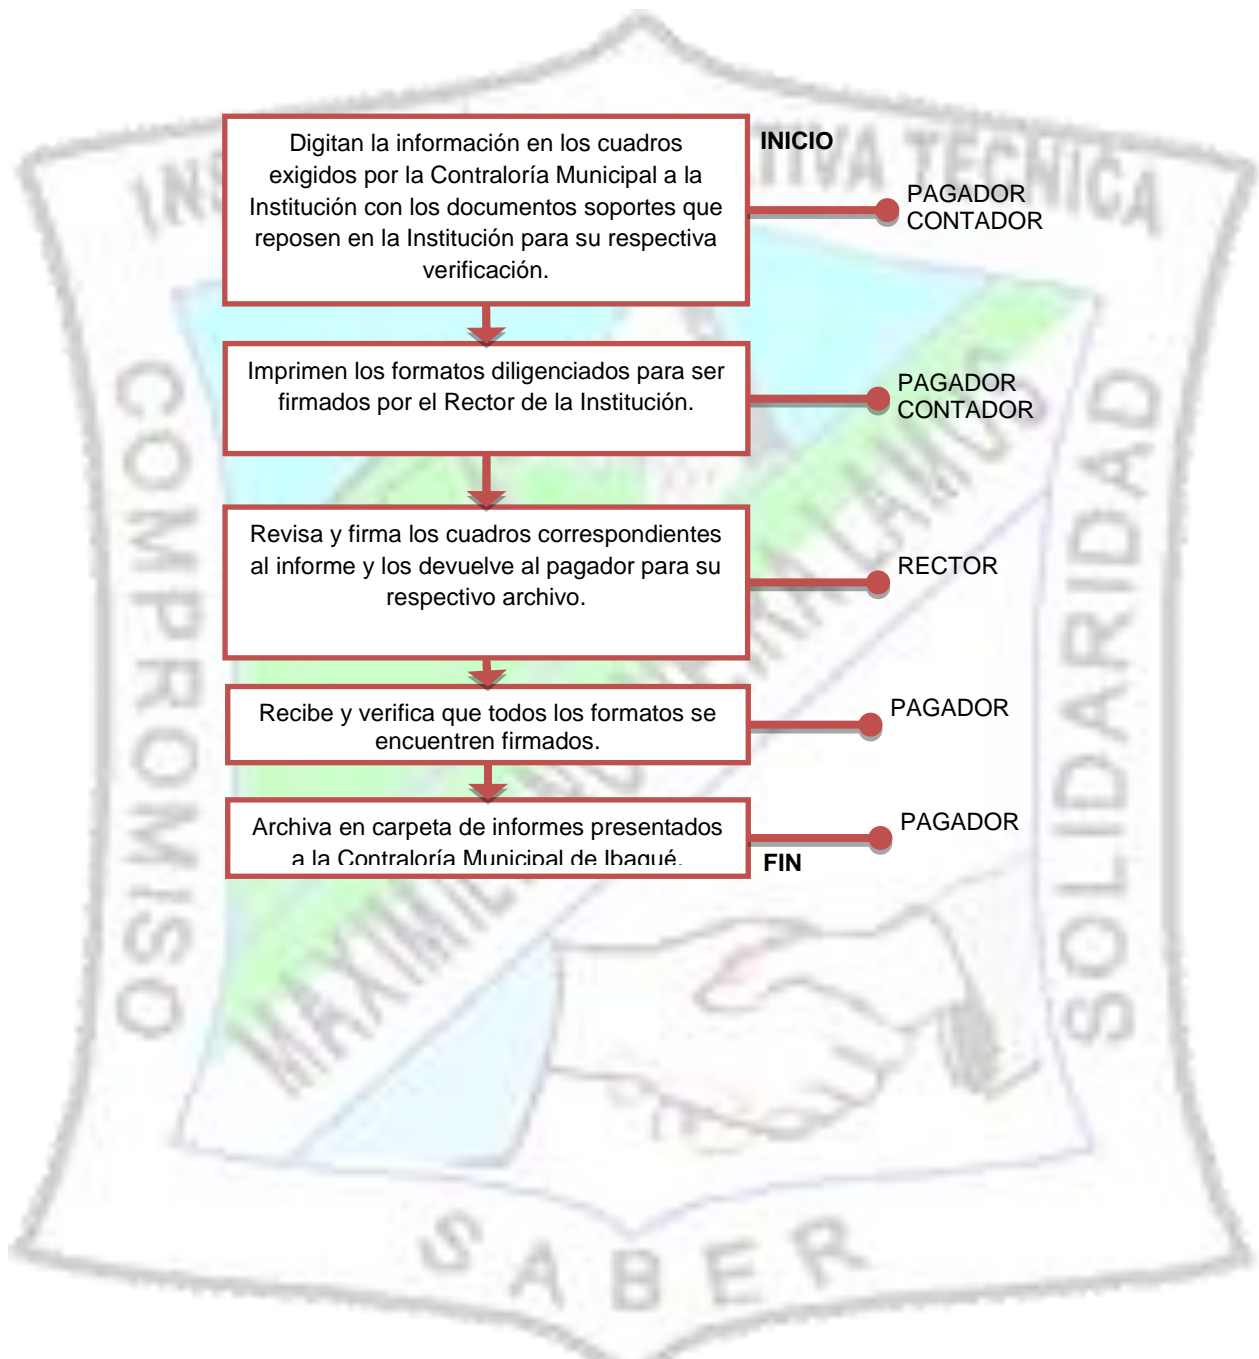 INICIO
Digitan la información en los cuadros
exigidos por la Contraloría Municipal a la
Institución con los documentos soportes que
reposen en la Institución para su respectiva
verificación.
PAGADOR
CONTADOR
Imprimen los formatos diligenciados para ser
firmados por el Rector de la Institución.
PAGADOR
CONTADOR
Revisa y firma los cuadros correspondientes
al informe y los devuelve al pagador para su
respectivo archivo.
RECTOR
Recibe y verifica que todos los formatos se
encuentren firmados.
PAGADOR
Archiva en carpeta de informes presentados
a la Contraloría Municipal de Ibagué.
PAGADOR
FIN
TÉCNICA
COMPROMISO
SOLIDARIDAD
SABER